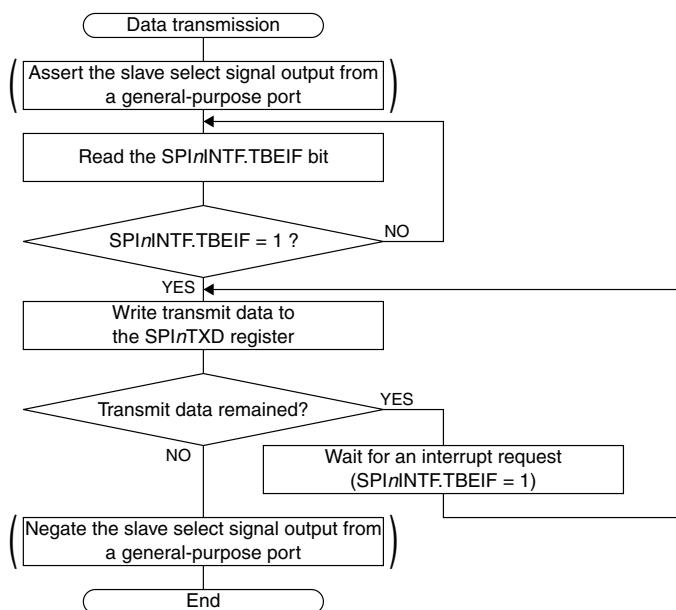 Data transmission
Assert the slave select signal output from
a general-purpose port
Read the SPInINTF.TBEIF bit
SPInINTF.TBEIF = 1 ?
NO
YES
Write transmit data to
the SPInTXD register
Transmit data remained?
YES
NO
Wait for an interrupt request
(SPInINTF.TBEIF = 1)
Negate the slave select signal output from
a general-purpose port
End